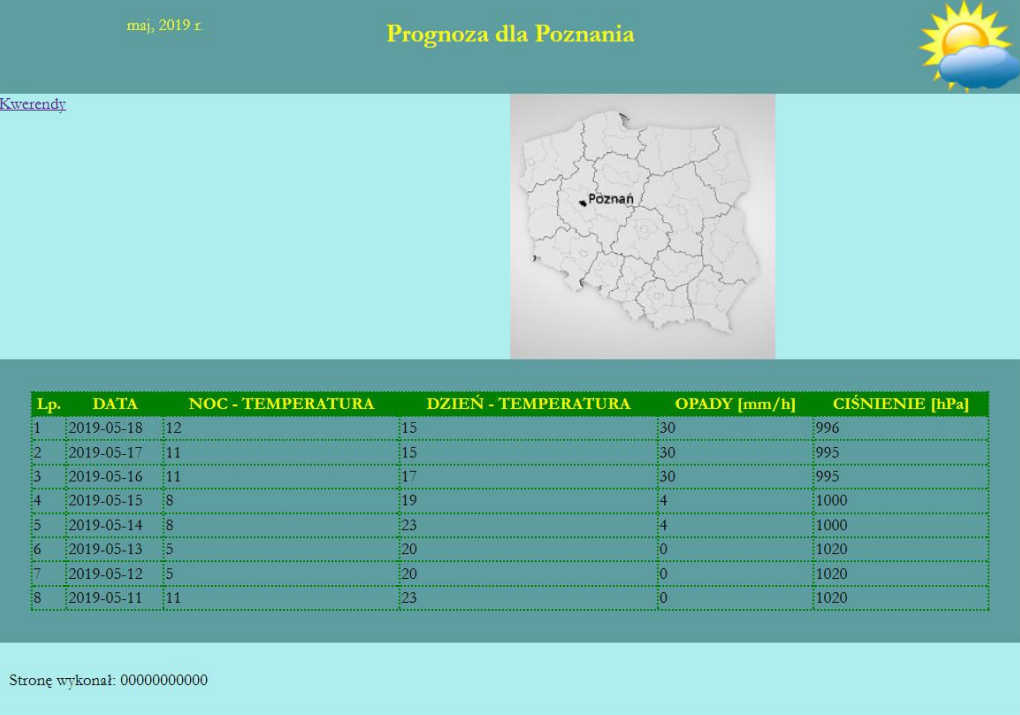 maj, 2019 r.
Prognoza dla Poznania
Kwerendy
Poznań
Lp. DATA NOC - TEMPERATURA DZIEŃ - TEMPERATURA OPADY [mm/h] CIŚNIENIE [hPa]
1 2019-05-18 12 15 30 996
2 2019-05-17 11 15 30 995
3 2019-05-16 11 17 30 995
4 2019-05-15 8 19 4 1000
5 2019-05-14 8 23 4 1000
6 2019-05-13 5 20 0 1020
7 2019-05-12 5 20 0 1020
8 2019-05-11 11 23 0 1020
Stronę wykonał: 00000000000